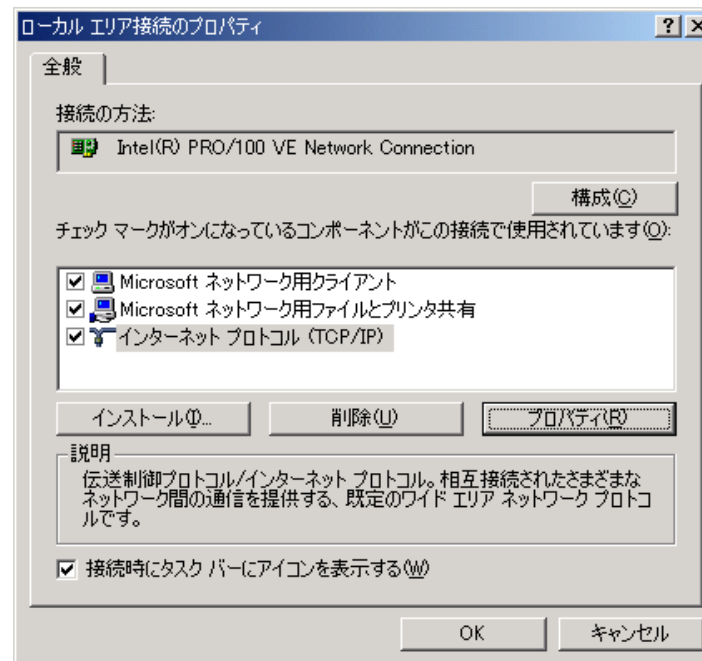 ローカル エリア接続のプロパティ
全般
接続の方法:
Intel(R) PRO/100 VE Network Connection
構成(C)
チェック マークがオンになっているコンポーネントがこの接続で使用されています(O):
Microsoft ネットワーク用クライアント
Microsoft ネットワーク用ファイルとプリンタ共有
インターネット プロトコル (TCP/IP)
インストール(I)... 削除(U) プロパティ(R)
説明
伝送制御プロトコル/インターネット プロトコル。相互接続されたさまざまな
ネットワーク間の通信を提供する、既定のワイド エリア ネットワーク プロトコ
ルです。
接続時にタスク バーにアイコンを表示する(W)
OK キャンセル